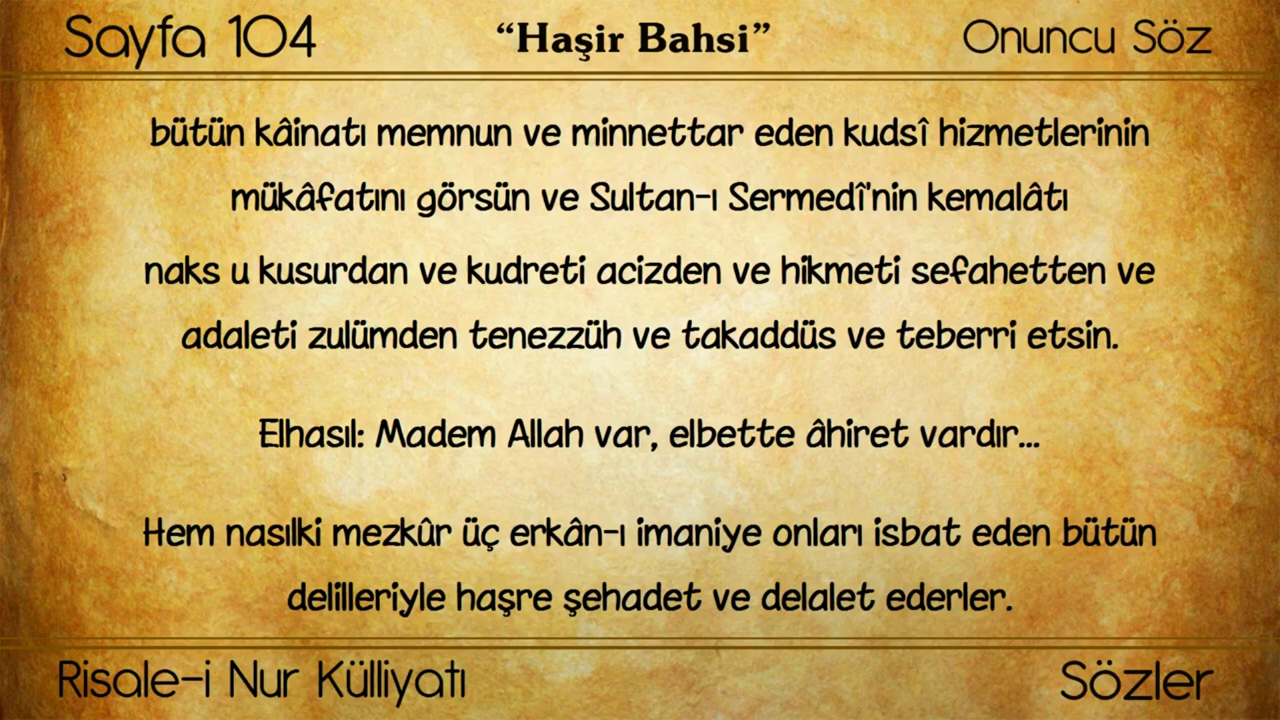 Sayfa 104
“Haşir Bahsi”
Onuncu Söz
bütün kâinatı memnun ve minnettar eden kudsî hizmetlerinin
mükâfatını görsün ve Sultan-ı Sermedî'nin kemalâtı
naks u kusurdan ve kudreti acizden ve hikmeti sefahetten ve
adaleti zulümden tenezzüh ve takaddüs ve teberri etsin.
Elhasıl: Madem Allah var, elbette âhiret vardır...
Hem nasılki mezkûr üç erkân-ı imaniye onları isbat eden bütün
delilleriyle haşre şehadet ve delalet ederler.
Risale-i Nur Külliyatı
Sözler